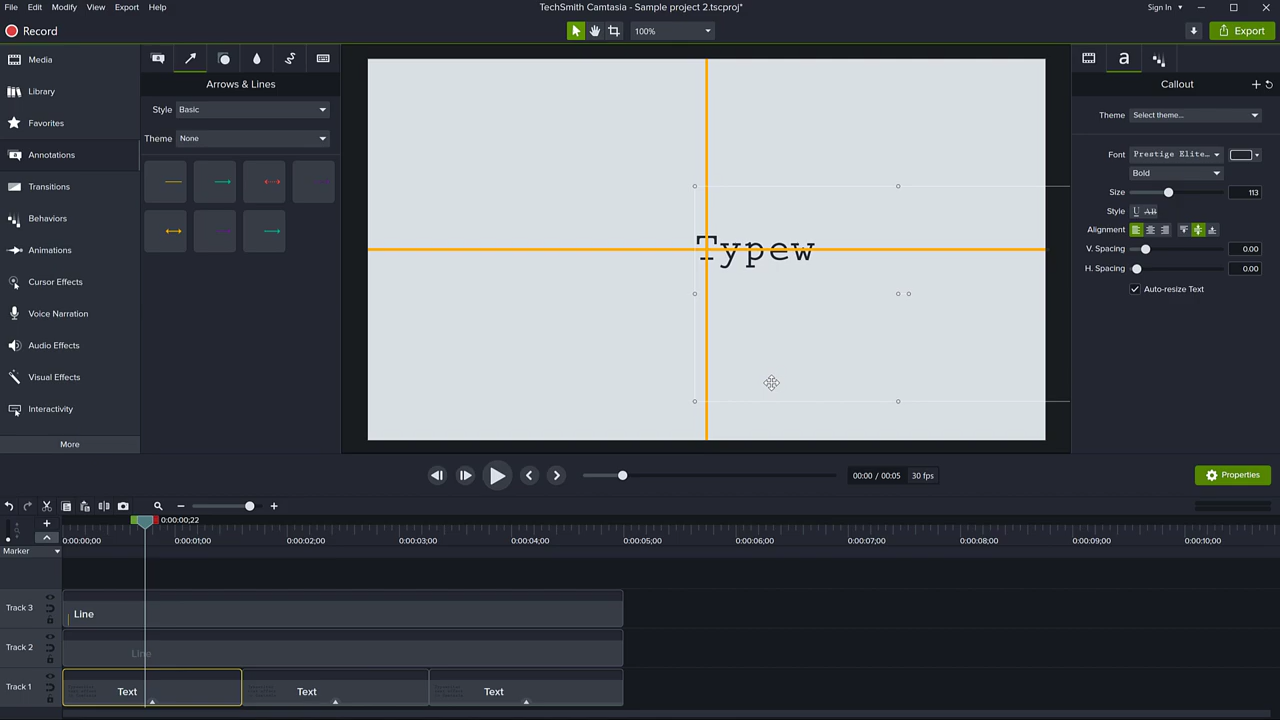 File Edit Modify View Export Help
TechSmith Camtasia - Sample project 2.tscproj*
Sign In
Record
100%
Export
Media
Library
Favorites
Annotations
Transitions
Behaviors
Animations
Cursor Effects
Voice Narration
Audio Effects
Visual Effects
Interactivity
More
Arrows & Lines
Style Basic
Theme None
Typew
a
Callout
Theme Select theme...
Font Prestige Elite...
Bold
Size 113
Style U Ab
Alignment
V. Spacing 0.00
H. Spacing 0.00
Auto-resize Text
00:00 / 00:05 30 fps
Properties
0:00:00;22
0:00:00;00 0:00:01;00 0:00:02;00 0:00:03;00 0:00:04;00 0:00:05;00 0:00:06;00 0:00:07;00 0:00:08;00 0:00:09;00 0:00:10;00
Marker
Track 3 Line
Track 2 Line
Track 1 Text Text Text